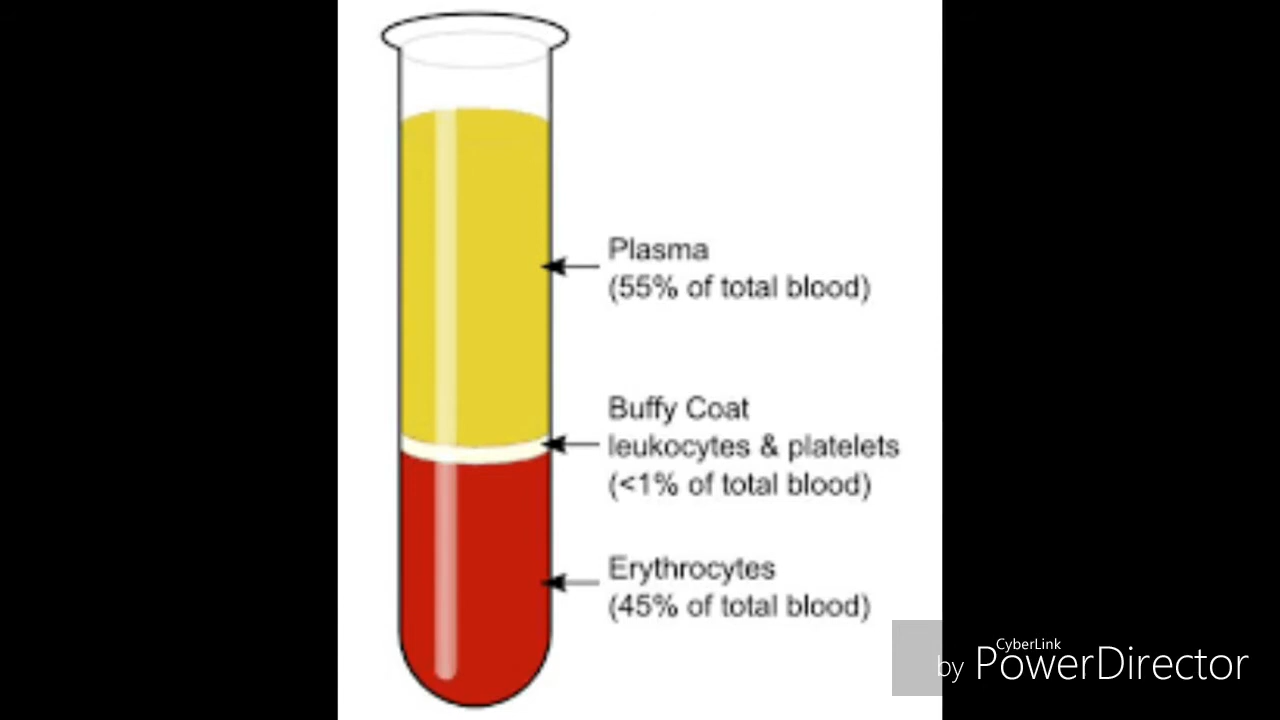 Plasma
(55% of total blood)
Buffy Coat
leukocytes & platelets
(<1% of total blood)
Erythrocytes
(45% of total blood)
CyberLink
by PowerDirector